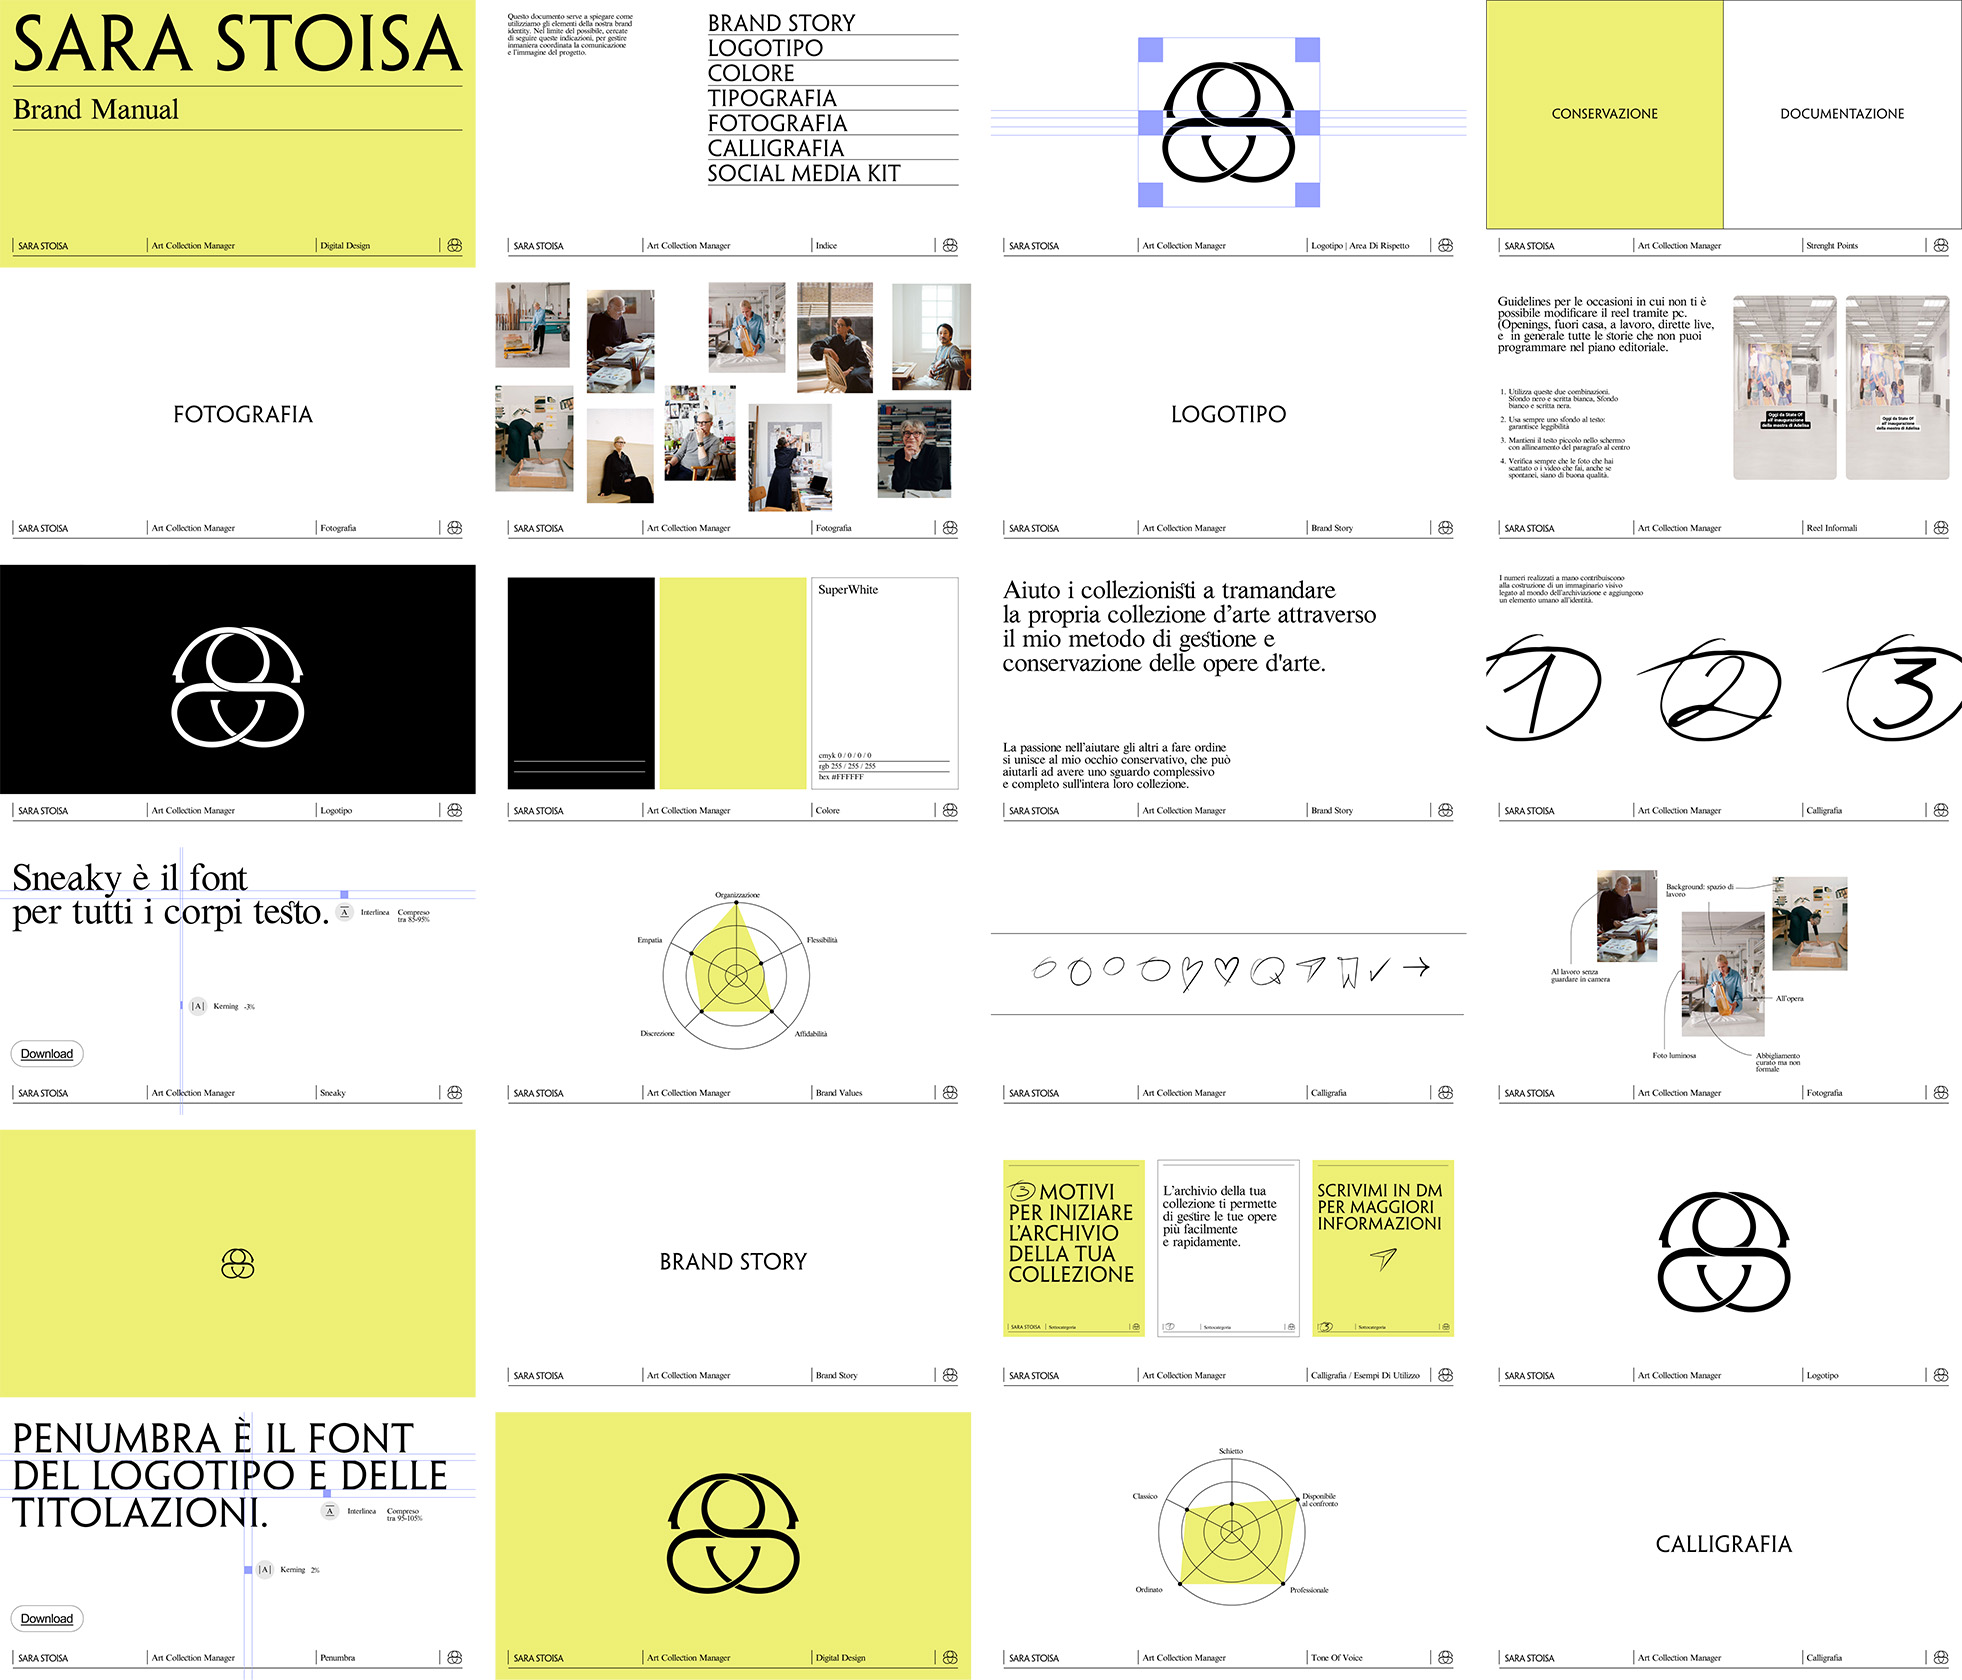 SARA STOISA
Brand Manual
SARA STOISA
Art Collection Manager
Digital Design
Questo documento serve a spiegare come
utilizziamo gli elementi della nostra brand
identity. Nel limite del possibile, cercate
di seguire queste indicazioni, per gestire
inmaniera coordinata la comunicazione
e l'immagine del progetto.
BRAND STORY
LOGOTIPO
COLORE
TIPOGRAFIA
FOTOGRAFIA
CALLIGRAFIA
SOCIAL MEDIA KIT
SARA STOISA
Art Collection Manager
Indice
SARA STOISA
Art Collection Manager
Logotipo | Area Di Rispetto
CONSERVAZIONE
DOCUMENTAZIONE
SARA STOISA
Art Collection Manager
Strenght Points
FOTOGRAFIA
SARA STOISA
Art Collection Manager
Fotografia
SARA STOISA
Art Collection Manager
Fotografia
LOGOTIPO
SARA STOISA
Art Collection Manager
Brand Story
Guidelines per le occasioni in cui non ti è
possibile modificare il reel tramite pc.
(Openings, fuori casa, a lavoro, dirette live,
e in generale tutte le storie che non puoi
programmare nel piano editoriale.
1. Utilizza queste due combinazioni.
Sfondo nero e scritta bianca, Sfondo
bianco e scritta nera.
2. Usa sempre uno sfondo al testo:
garantisce leggibilità
3. Mantieni il testo piccolo nello schermo
con allineamento del paragrafo al centro
4. Verifica sempre che le foto che hai
scattato o i video che fai, anche se
spontanei, siano di buona qualità.
Oggi da State Of
all'inaugurazione
della mostra di Adelisa
Oggi da State Of
all'inaugurazione
della mostra di Adelisa
SARA STOISA
Art Collection Manager
Reel Informali
SARA STOISA
Art Collection Manager
Logotipo
SuperWhite
cmyk 0 / 0 / 0 / 0
rgb 255 / 255 / 255
hex #FFFFFF
SARA STOISA
Art Collection Manager
Colore
Aiuto i collezionisti a tramandare
la propria collezione d'arte attraverso
il mio metodo di gestione e
conservazione delle opere d'arte.
La passione nell'aiutare gli altri a fare ordine
si unisce al mio occhio conservativo, che può
aiutarli ad avere uno sguardo complessivo
e completo sull'intera loro collezione.
SARA STOISA
Art Collection Manager
Brand Story
I numeri realizzati a mano contribuiscono
alla costruzione di un immaginario visivo
legato al mondo dell'archiviazione e aggiungono
un elemento umano all'identità.
1 2 3
SARA STOISA
Art Collection Manager
Calligrafia
Sneaky è il font
per tutti i corpi testo.
A
Interlinea
Compreso
tra 85-95%
|A|
Kerning -3%
Download
SARA STOISA
Art Collection Manager
Sneaky
Organizzazione
Empatia
Flessibilità
Discrezione
Affidabilità
SARA STOISA
Art Collection Manager
Brand Values
SARA STOISA
Art Collection Manager
Calligrafia
Background: spazio di
lavoro
Al lavoro senza
guardare in camera
All'opera
Foto luminosa
Abbigliamento
curato ma non
formale
SARA STOISA
Art Collection Manager
Fotografia
BRAND STORY
SARA STOISA
Art Collection Manager
Brand Story
3 MOTIVI
PER INIZIARE
L'ARCHIVIO
DELLA TUA
COLLEZIONE
SARA STOISA
Sottocategoria
L'archivio della tua
collezione ti permette
di gestire le tue opere
più facilmente
e rapidamente.
1
Sottocategoria
SCRIVIMI IN DM
PER MAGGIORI
INFORMAZIONI
3
Sottocategoria
SARA STOISA
Art Collection Manager
Calligrafia / Esempi Di Utilizzo
SARA STOISA
Art Collection Manager
Logotipo
PENUMBRA È IL FONT
DEL LOGOTIPO E DELLE
TITOLAZIONI.
A
Interlinea
Compreso
tra 95-105%
|A|
Kerning 2%
Download
SARA STOISA
Art Collection Manager
Penumbra
SARA STOISA
Art Collection Manager
Digital Design
Schietto
Classico
Disponibile
al confronto
Ordinato
Professionale
SARA STOISA
Art Collection Manager
Tone Of Voice
CALLIGRAFIA
SARA STOISA
Art Collection Manager
Calligrafia